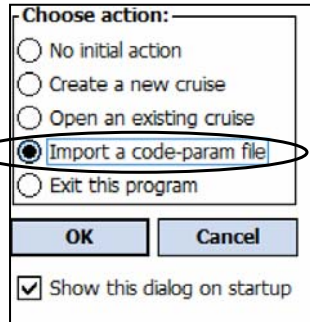 Choose action:
No initial action
Create a new cruise
Open an existing cruise
Import a code-param file
Exit this program
OK Cancel
Show this dialog on startup